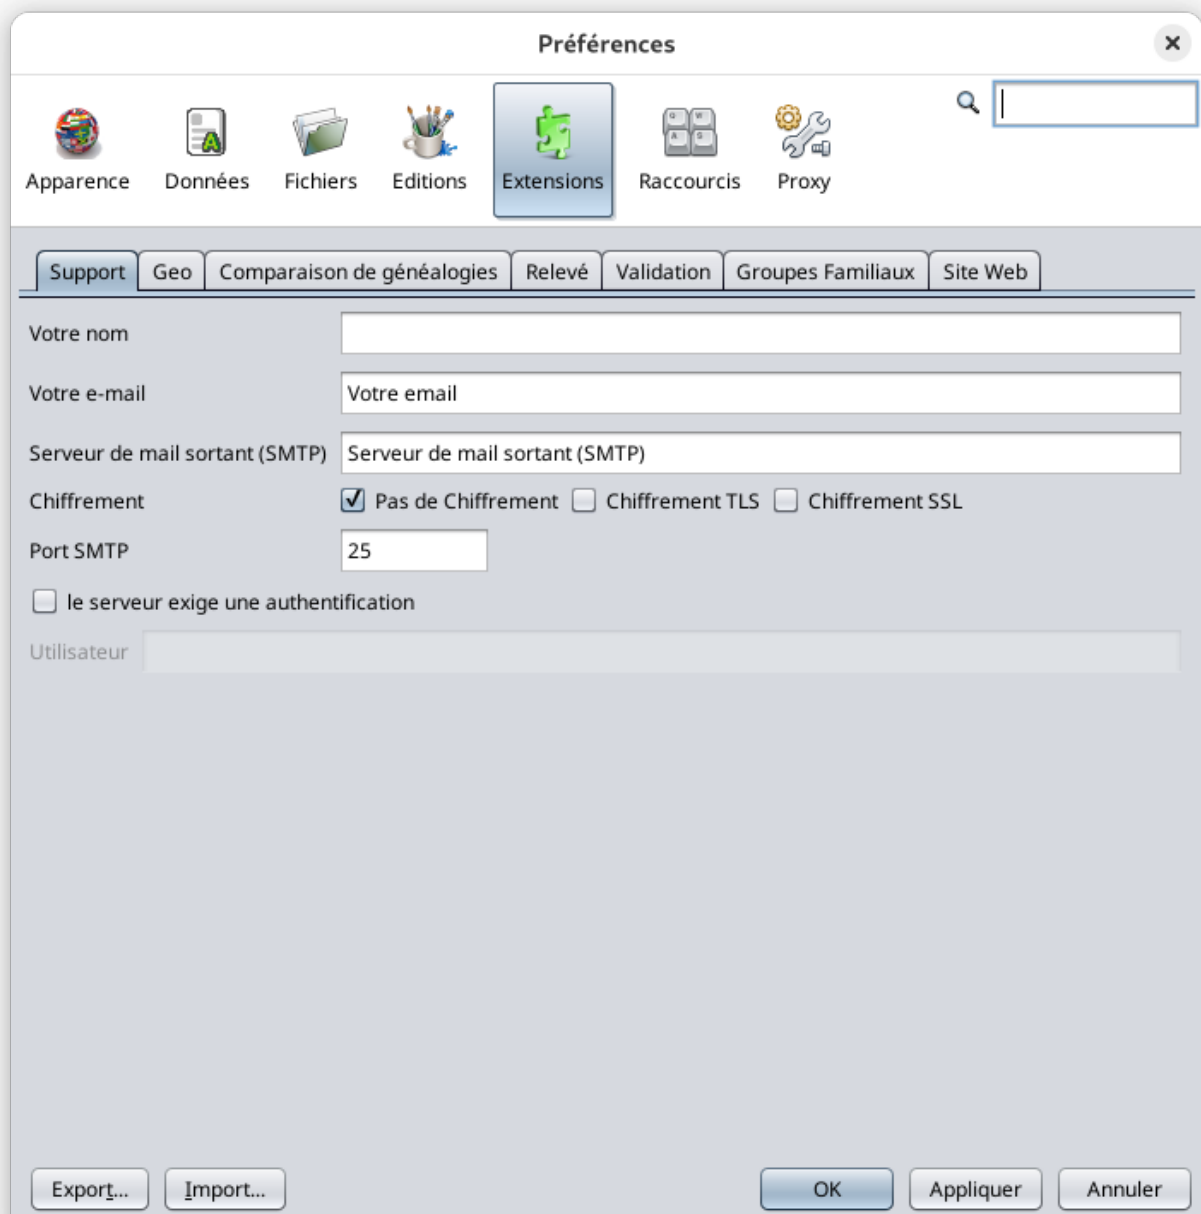 Préférences
Apparence Données Fichiers Editions Extensions Raccourcis Proxy
Support Geo Comparaison de généalogies Relevé Validation Groupes Familiaux Site Web
Votre nom
Votre e-mail Votre email
Serveur de mail sortant (SMTP) Serveur de mail sortant (SMTP)
Chiffrement Pas de Chiffrement Chiffrement TLS Chiffrement SSL
Port SMTP 25
le serveur exige une authentification
Utilisateur
Export... Import... OK Appliquer Annuler